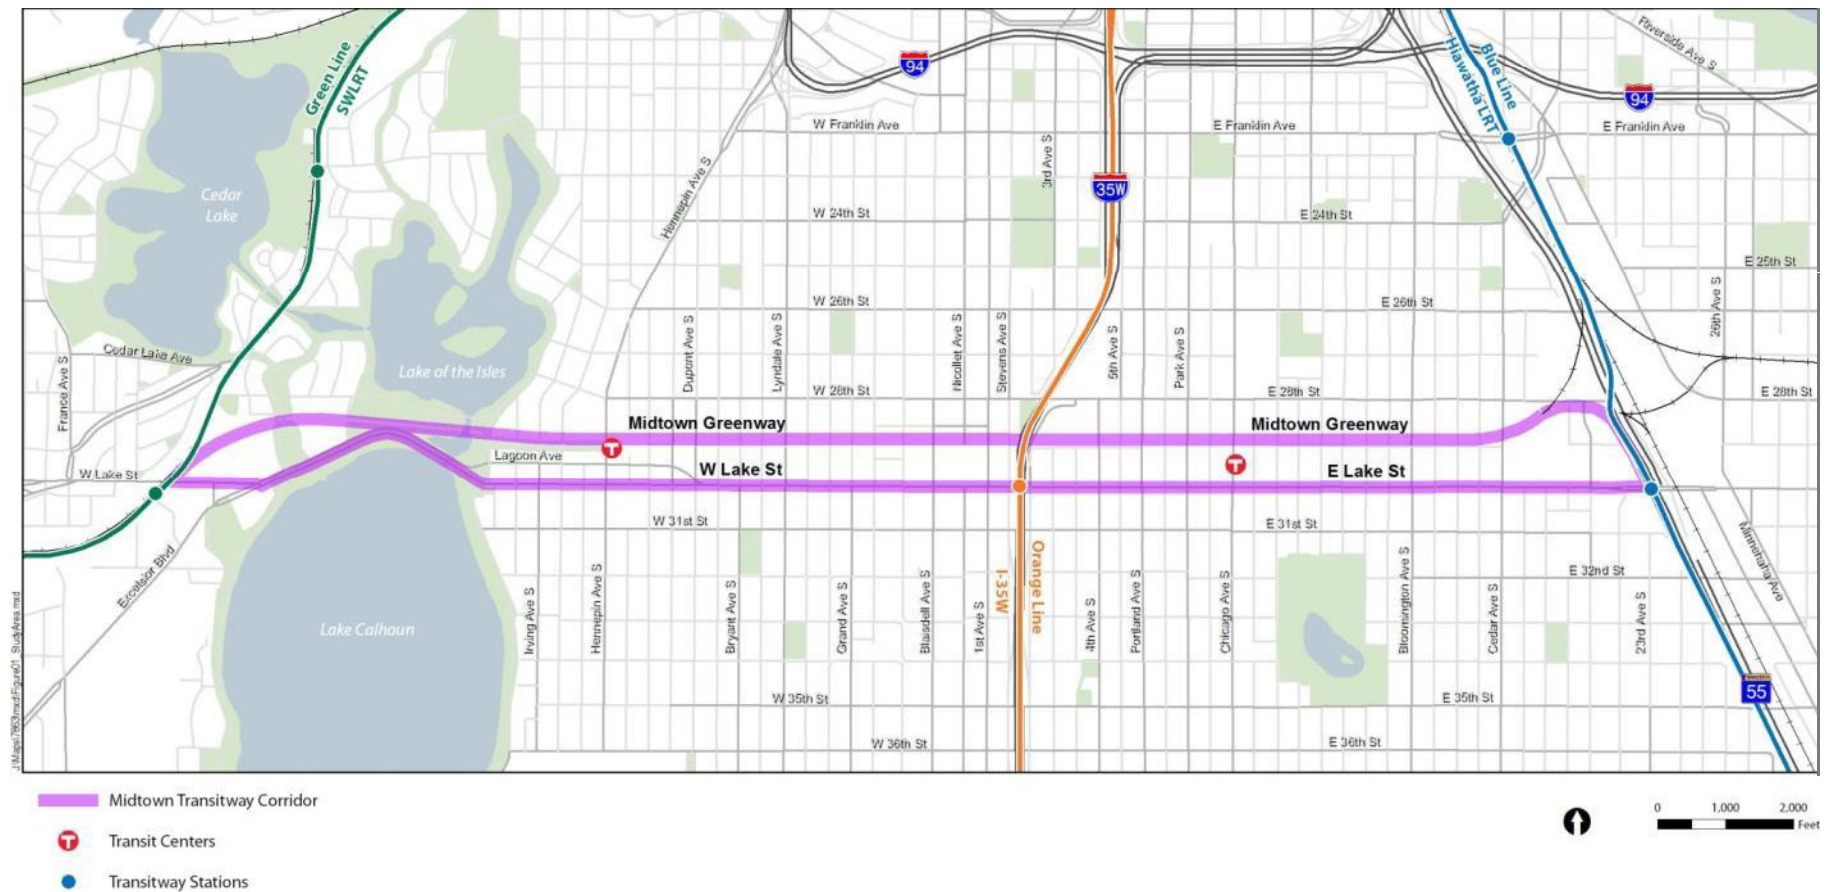 Green Line
SWLRT
94
Blue Line
Hiawatha LRT
Riverside Ave S
94
W Franklin Ave
E Franklin Ave
E Franklin Ave
3rd Ave S
35W
Hennepin Ave S
Cedar
Lake
W 24th St
E 24th St
E 25th St
W 26th St
E 26th St
26th Ave S
Dupont Ave S
Lyndale Ave S
Nicollet Ave S
Stevens Ave S
5th Ave S
Park Ave S
Cedar Lake Ave
France Ave S
Lake of the Isles
W 28th St
E 28th St
E 28th St
Midtown Greenway
Midtown Greenway
Lagoon Ave
W Lake St
W Lake St
E Lake St
T
T
W 31st St
E 31st St
Excelsior Blvd
Minnehaha Ave
E 32nd St
Orange Line
I-35W
Irving Ave S
Hennepin Ave S
Bryant Ave S
Grand Ave S
Blaisdell Ave S
1st Ave S
4th Ave S
Portland Ave S
Chicago Ave S
Bloomington Ave S
Cedar Ave S
23rd Ave S
Lake Calhoun
W 35th St
E 35th St
55
W 36th St
E 36th St
J:\Maps\7863\mxd\Figure01_StudyArea.mxd
Midtown Transitway Corridor
T Transit Centers
Transitway Stations
0 1,000 2,000
Feet